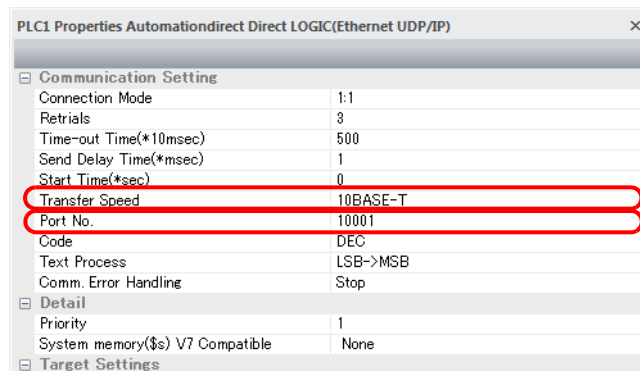 PLC1 Properties Automationdirect Direct LOGIC(Ethernet UDP/IP) ×
Communication Setting
Connection Mode 1:1
Retrials 3
Time-out Time(*10msec) 500
Send Delay Time(*msec) 1
Start Time(*sec) 0
Transfer Speed 10BASE-T
Port No. 10001
Code DEC
Text Process LSB->MSB
Comm. Error Handling Stop
Detail
Priority 1
System memory($s) V7 Compatible None
Target Settings